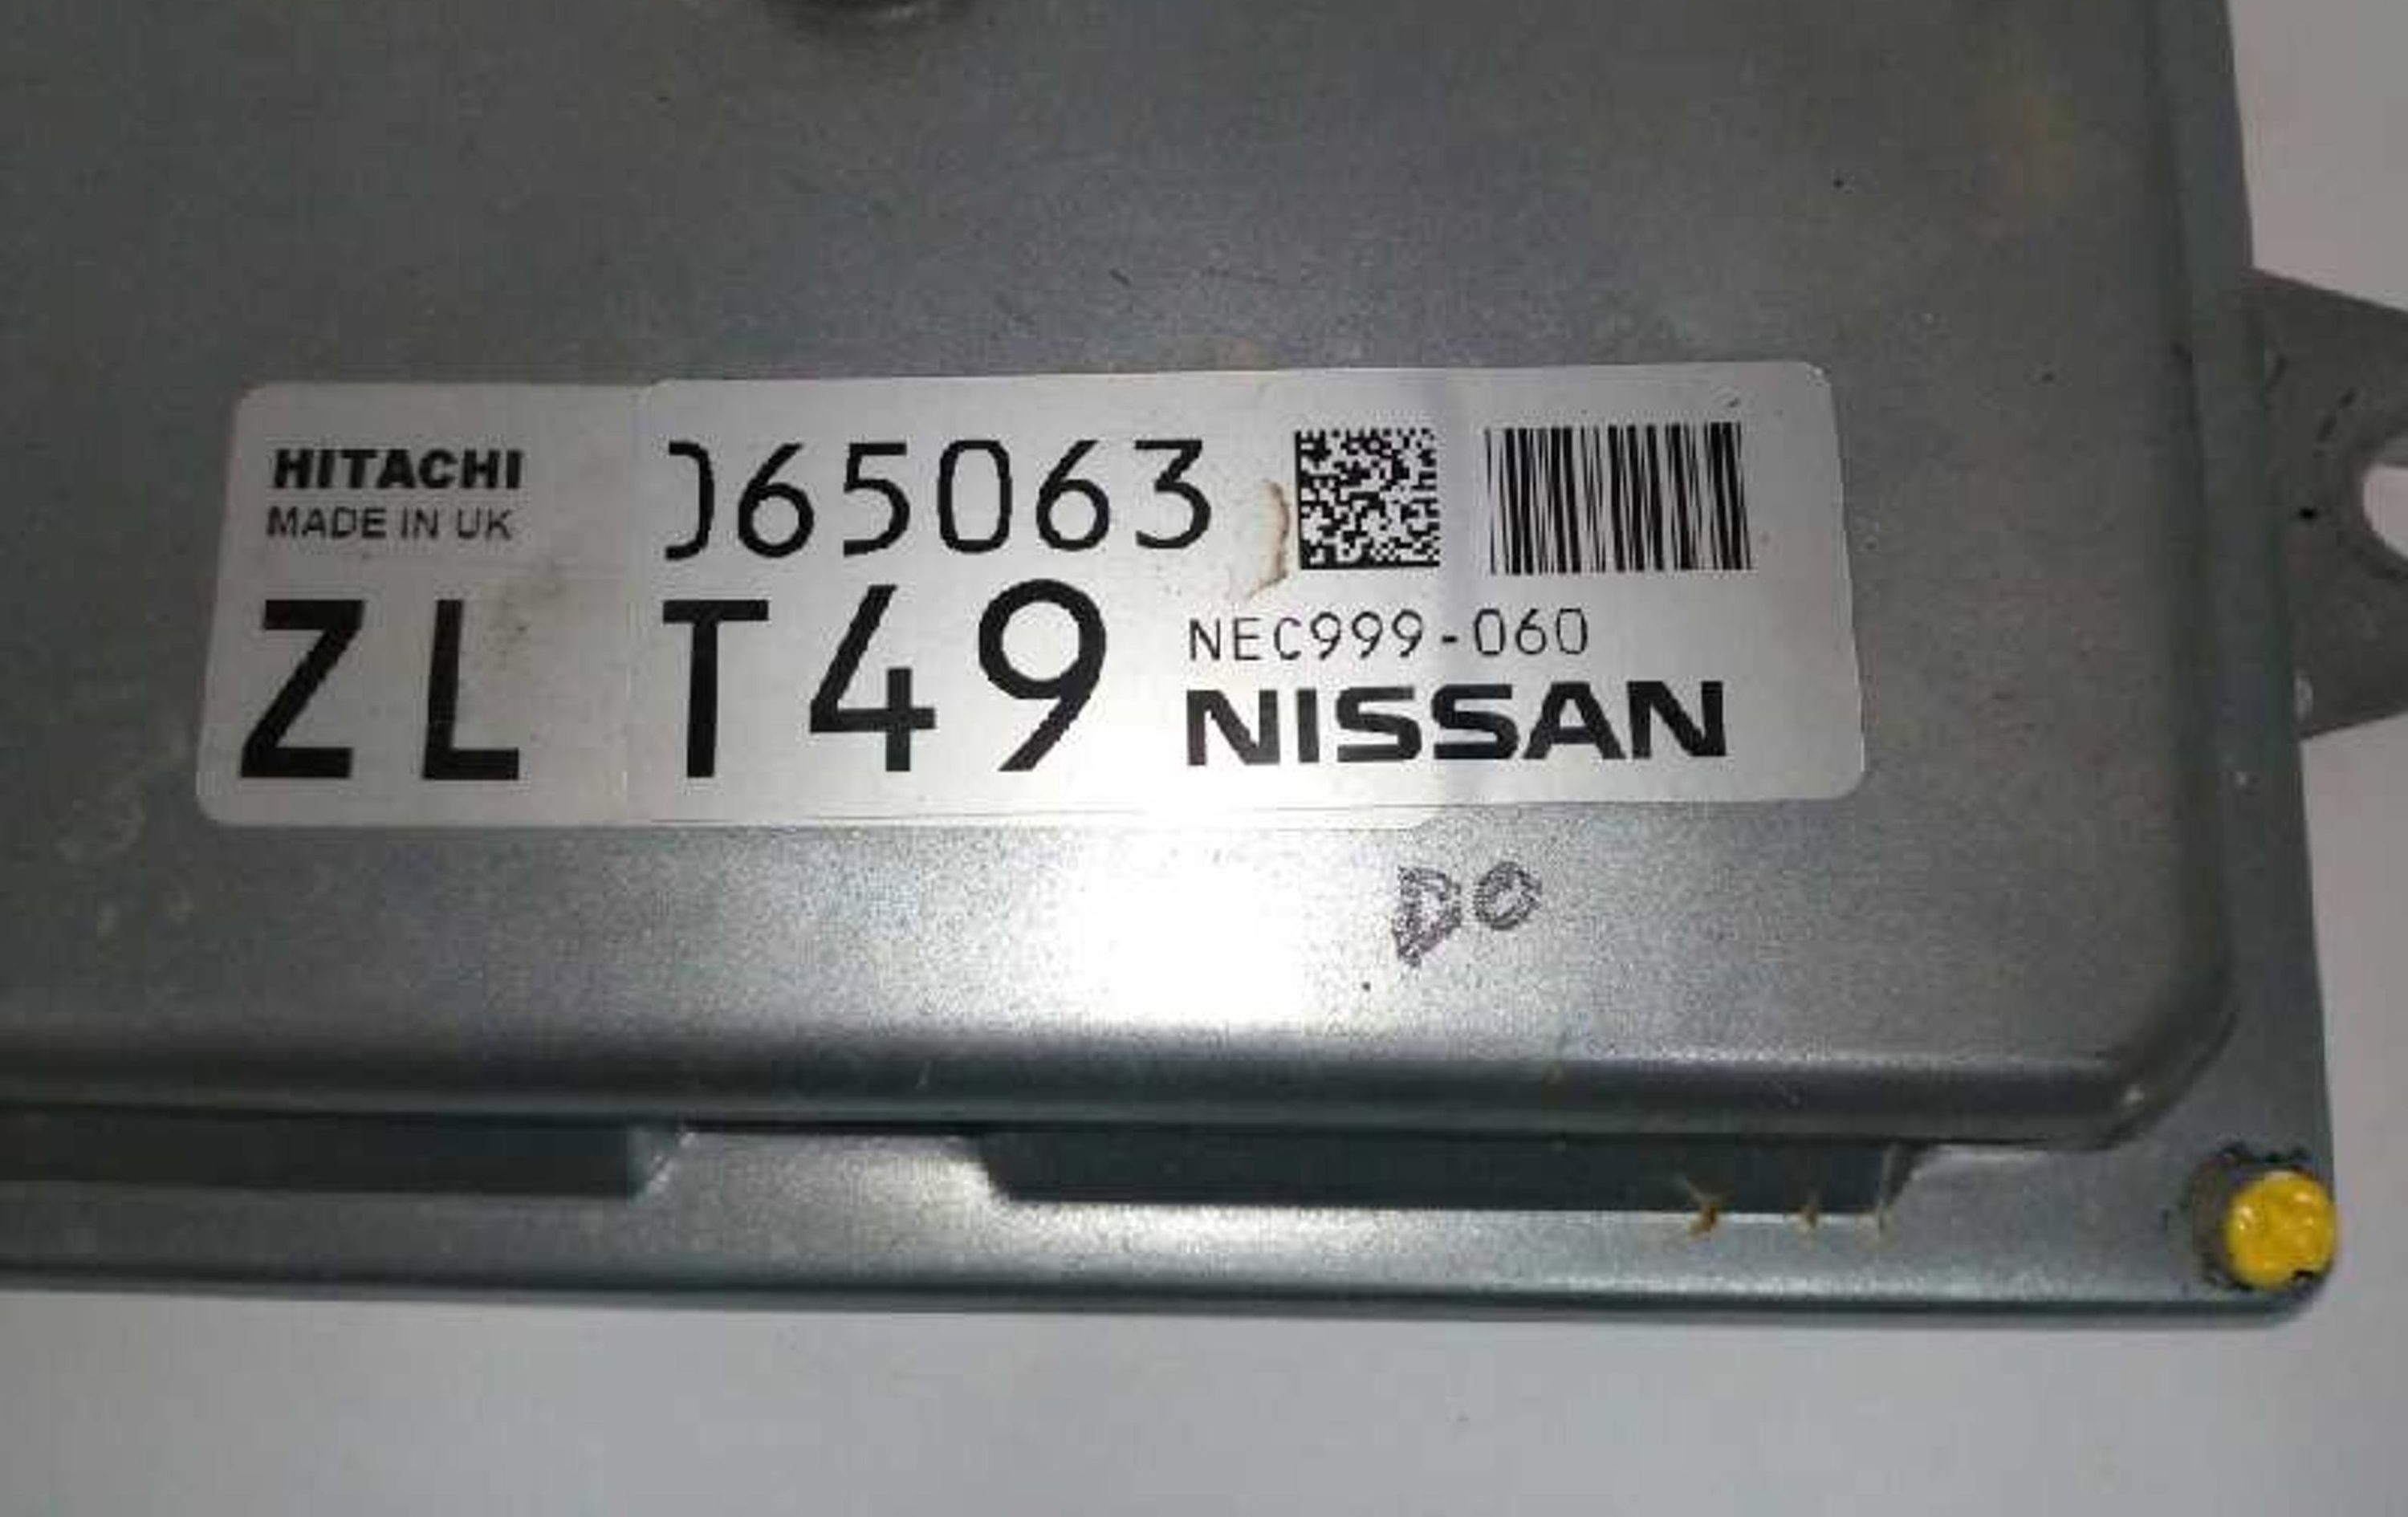 HITACHI
MADE IN UK
065063
ZL T49
NEC999-060
NISSAN